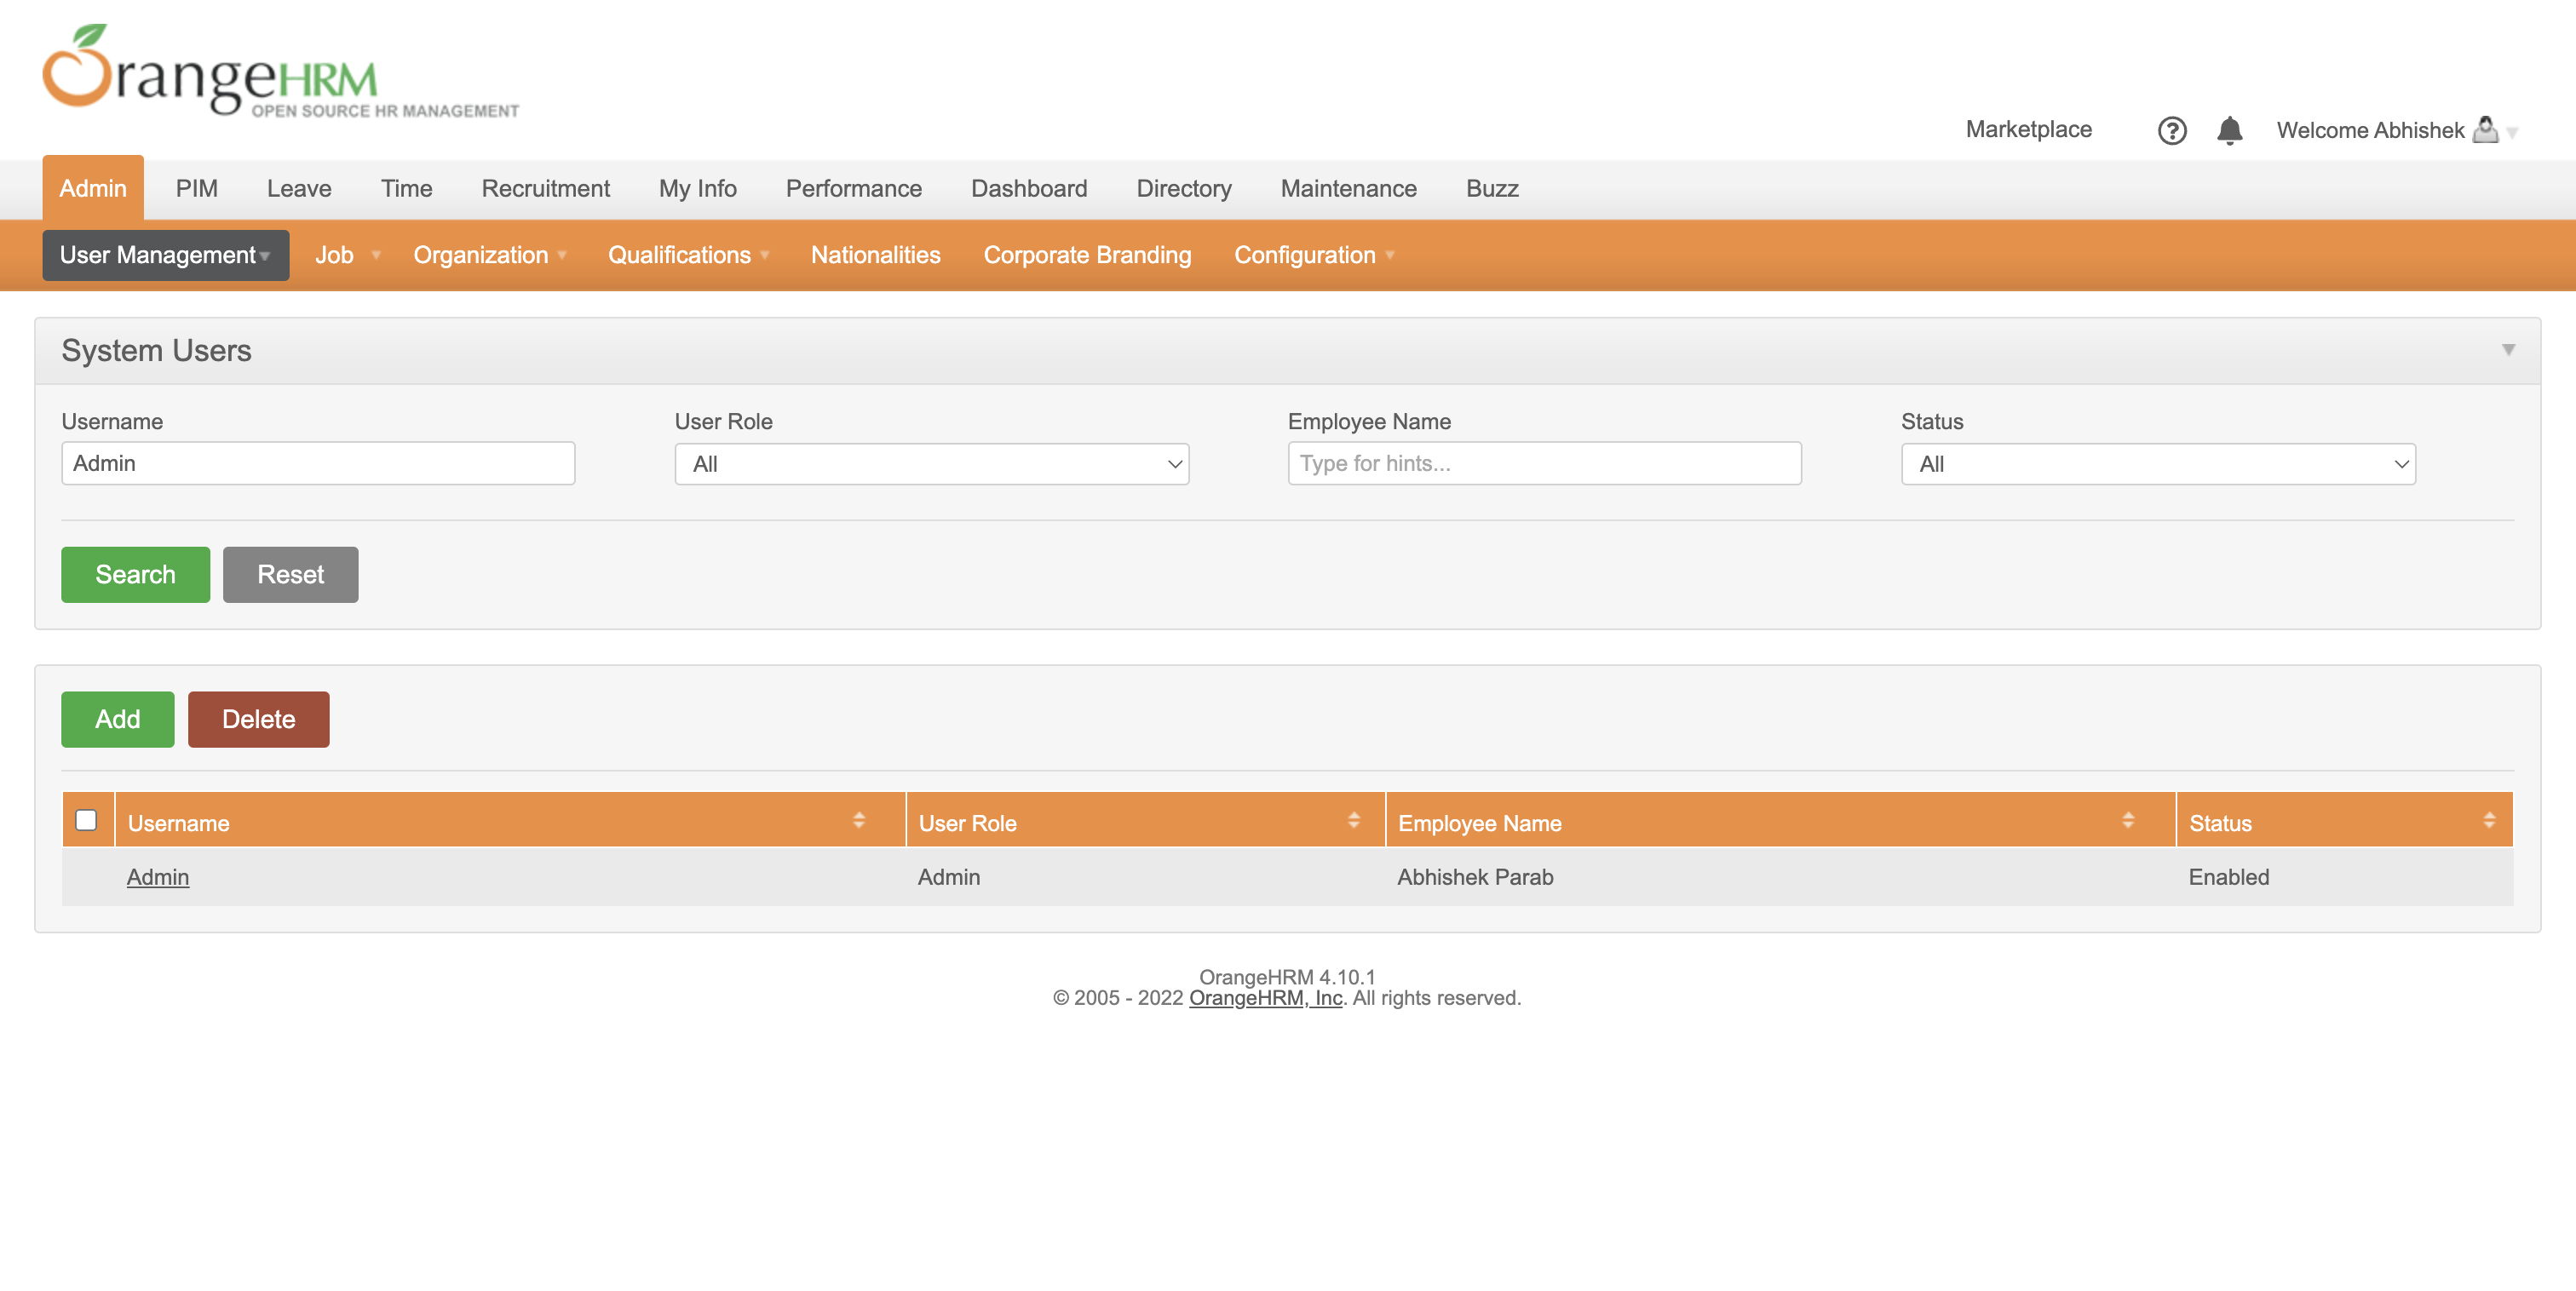 OrangeHRM
OPEN SOURCE HR MANAGEMENT
Marketplace ? Welcome Abhishek
Admin PIM Leave Time Recruitment My Info Performance Dashboard Directory Maintenance Buzz
User Management Job Organization Qualifications Nationalities Corporate Branding Configuration
System Users
Username User Role Employee Name Status
Admin All Type for hints... All
Search Reset
Add Delete
Username User Role Employee Name Status
Admin Admin Abhishek Parab Enabled
OrangeHRM 4.10.1
© 2005 - 2022 OrangeHRM, Inc. All rights reserved.